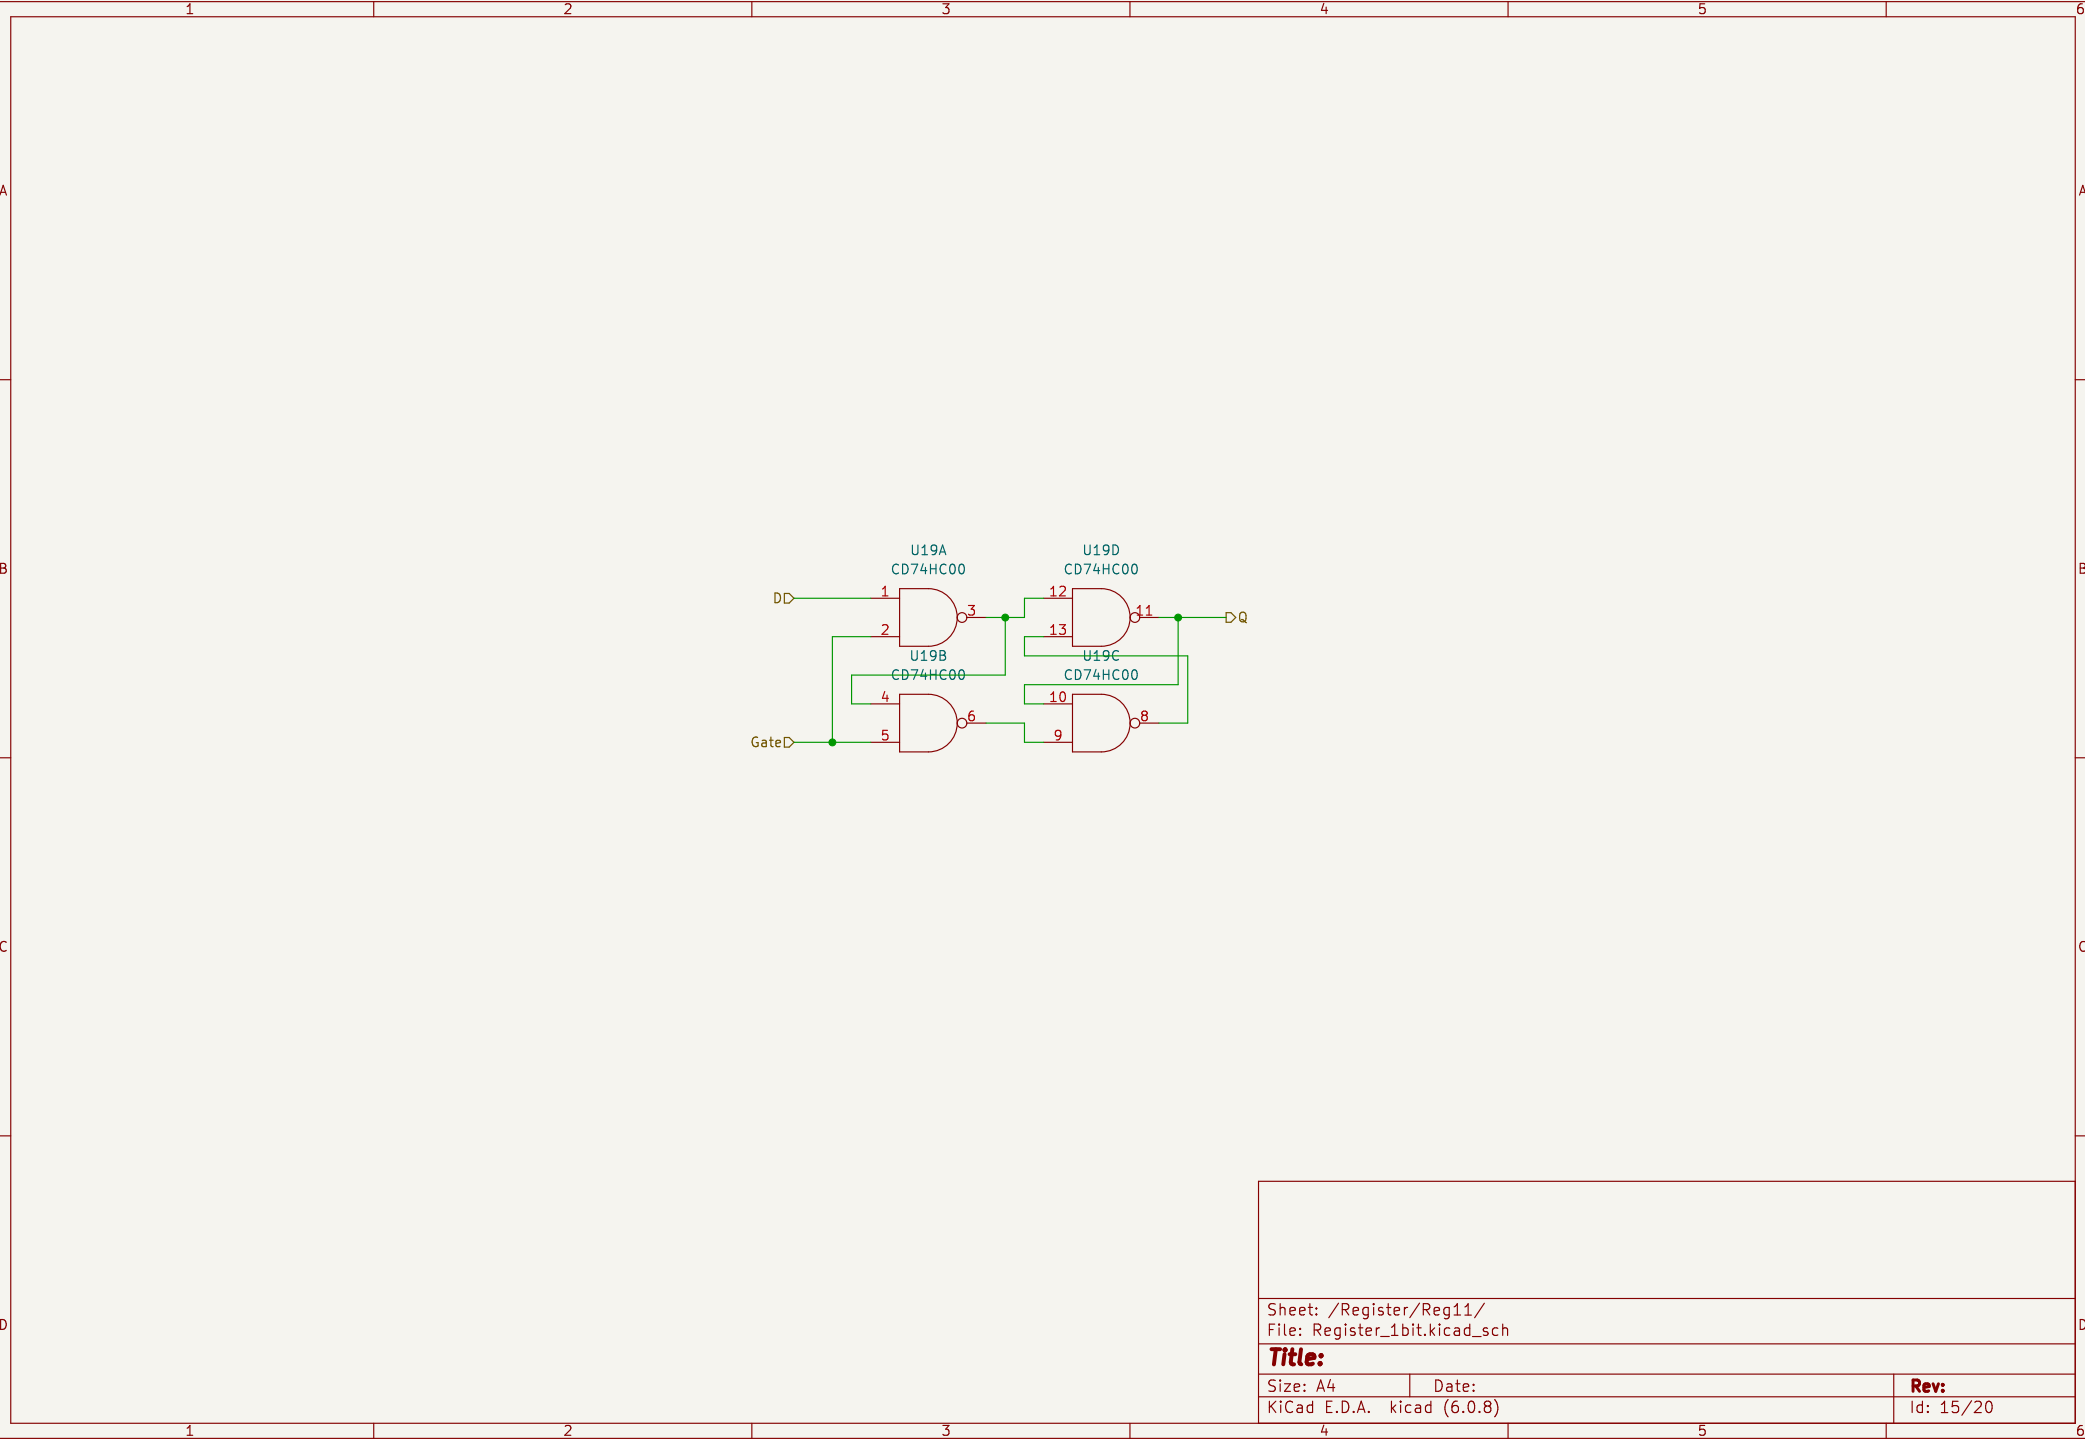 1 2 3 4 5 6
A A
U19A U19D
CD74HC00 CD74HC00
B B
D 1 3 12 11 Q
2 13
U19B U19C
CD74HC00 CD74HC00
4 6 10 8
Gate 5 9
C C
Sheet: /Register/Reg11/
File: Register_1bit.kicad_sch
D D
Title:
Size: A4 Date: Rev:
KiCad E.D.A. kicad (6.0.8) Id: 15/20
1 2 3 4 5 6